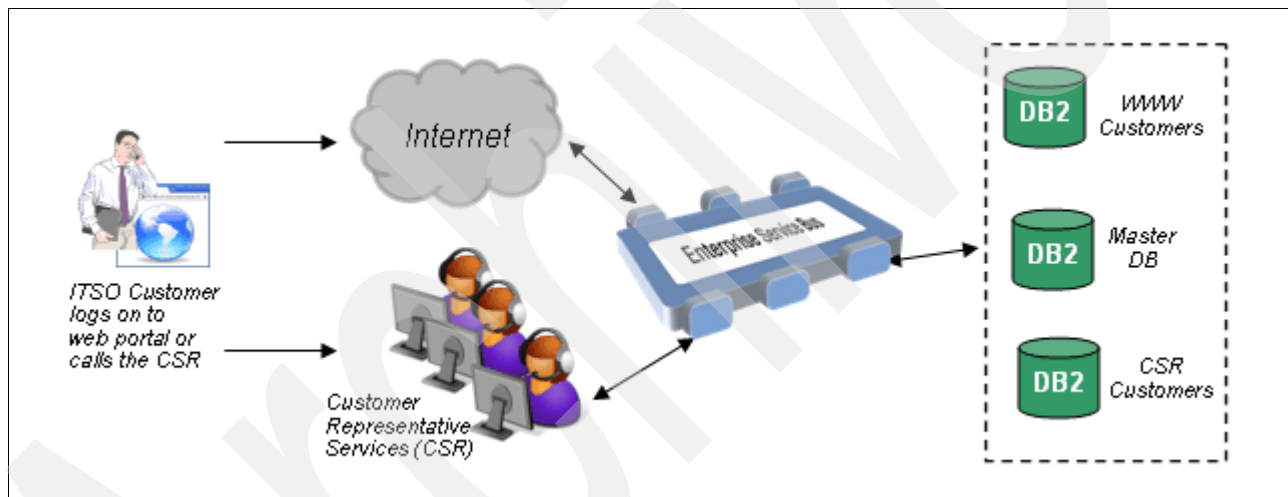 Internet
ITSO Customer
logs on to
web portal or
calls the CSR
Customer
Representative
Services (CSR)
Enterprise Service Bus
DB2
WWW
Customers
DB2
Master
DB
DB2
CSR
Customers